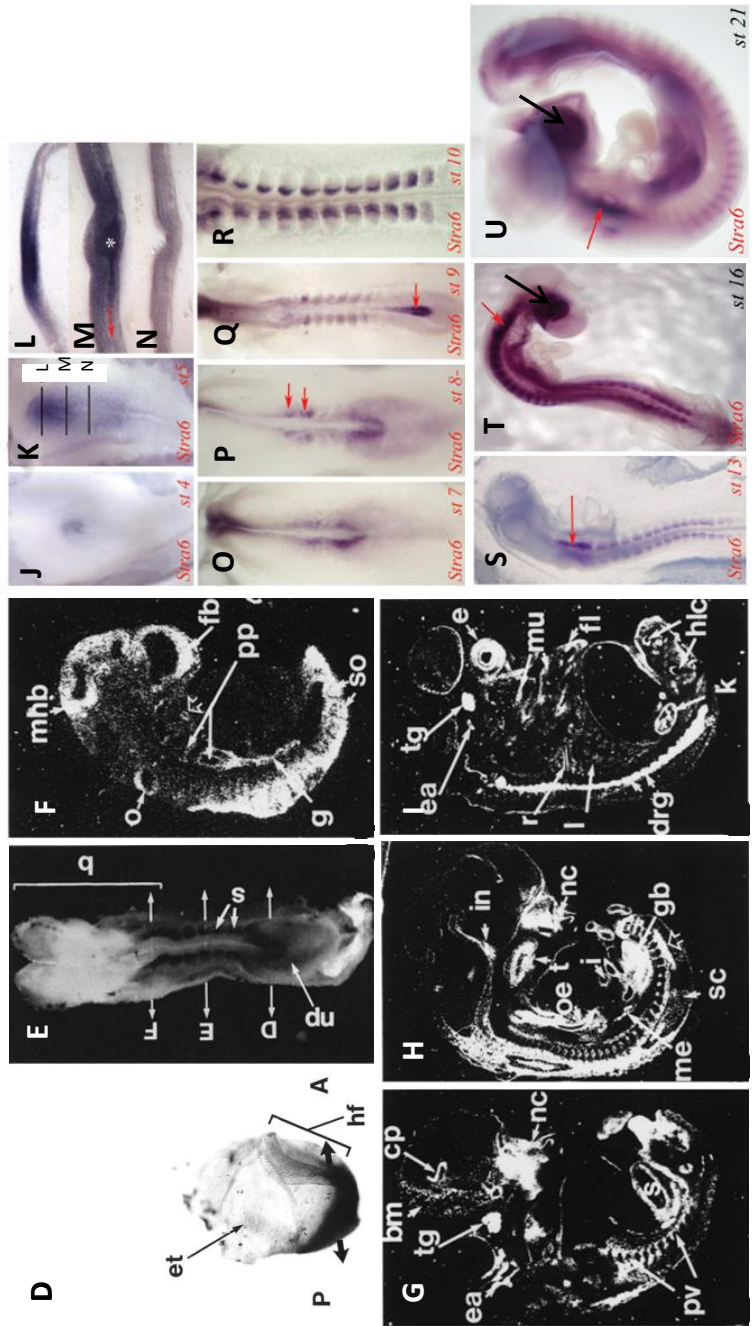 D
et
P
A
hf
E
b
F
E
D
s
du
F
mhb
fb
pp
o
g
so
G
bm
cp
tg
nc
ea
s
c
pv
H
in
nc
t
oe
i
gb
me
sc
I
tg
e
ea
mu
fl
r
l
drg
k
hlc
J
Stra6 st 4
K
L
M
N
Stra6 st5
L
M
*
N
O
Stra6 st 7
P
Stra6 st 8-
Q
Stra6 st 9
R
Stra6 st 10
S
Stra6 st 13
T
Stra6 st 16
U
Stra6 st 21